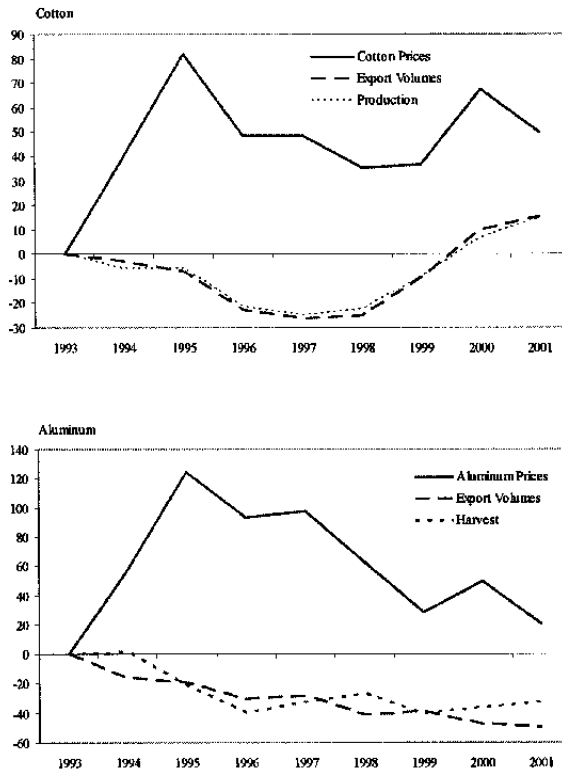 Cotton
90
80
70
60
50
40
30
20
10
0
-10
-20
-30
Cotton Prices
Export Volumes
Production
1993 1994 1995 1996 1997 1998 1999 2000 2001
Aluminum
140
120
100
80
60
40
20
0
-20
-40
-60
Aluminum Prices
Export Volumes
Harvest
1993 1994 1995 1996 1997 1998 1999 2000 2001